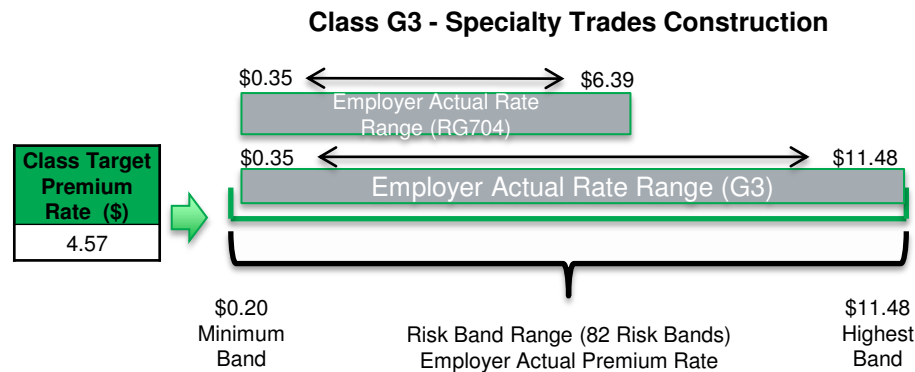 Class G3 - Specialty Trades Construction
$0.35
$6.39
Employer Actual Rate
Range (RG704)
$0.35
$11.48
Employer Actual Rate Range (G3)
Class Target
Premium
Rate ($)
4.57
$0.20
Minimum
Band
Risk Band Range (82 Risk Bands)
Employer Actual Premium Rate
$11.48
Highest
Band